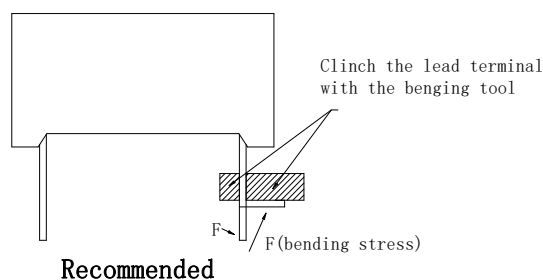 Clinch the lead terminal
with the benging tool
F
F(bending stress)
Recommended